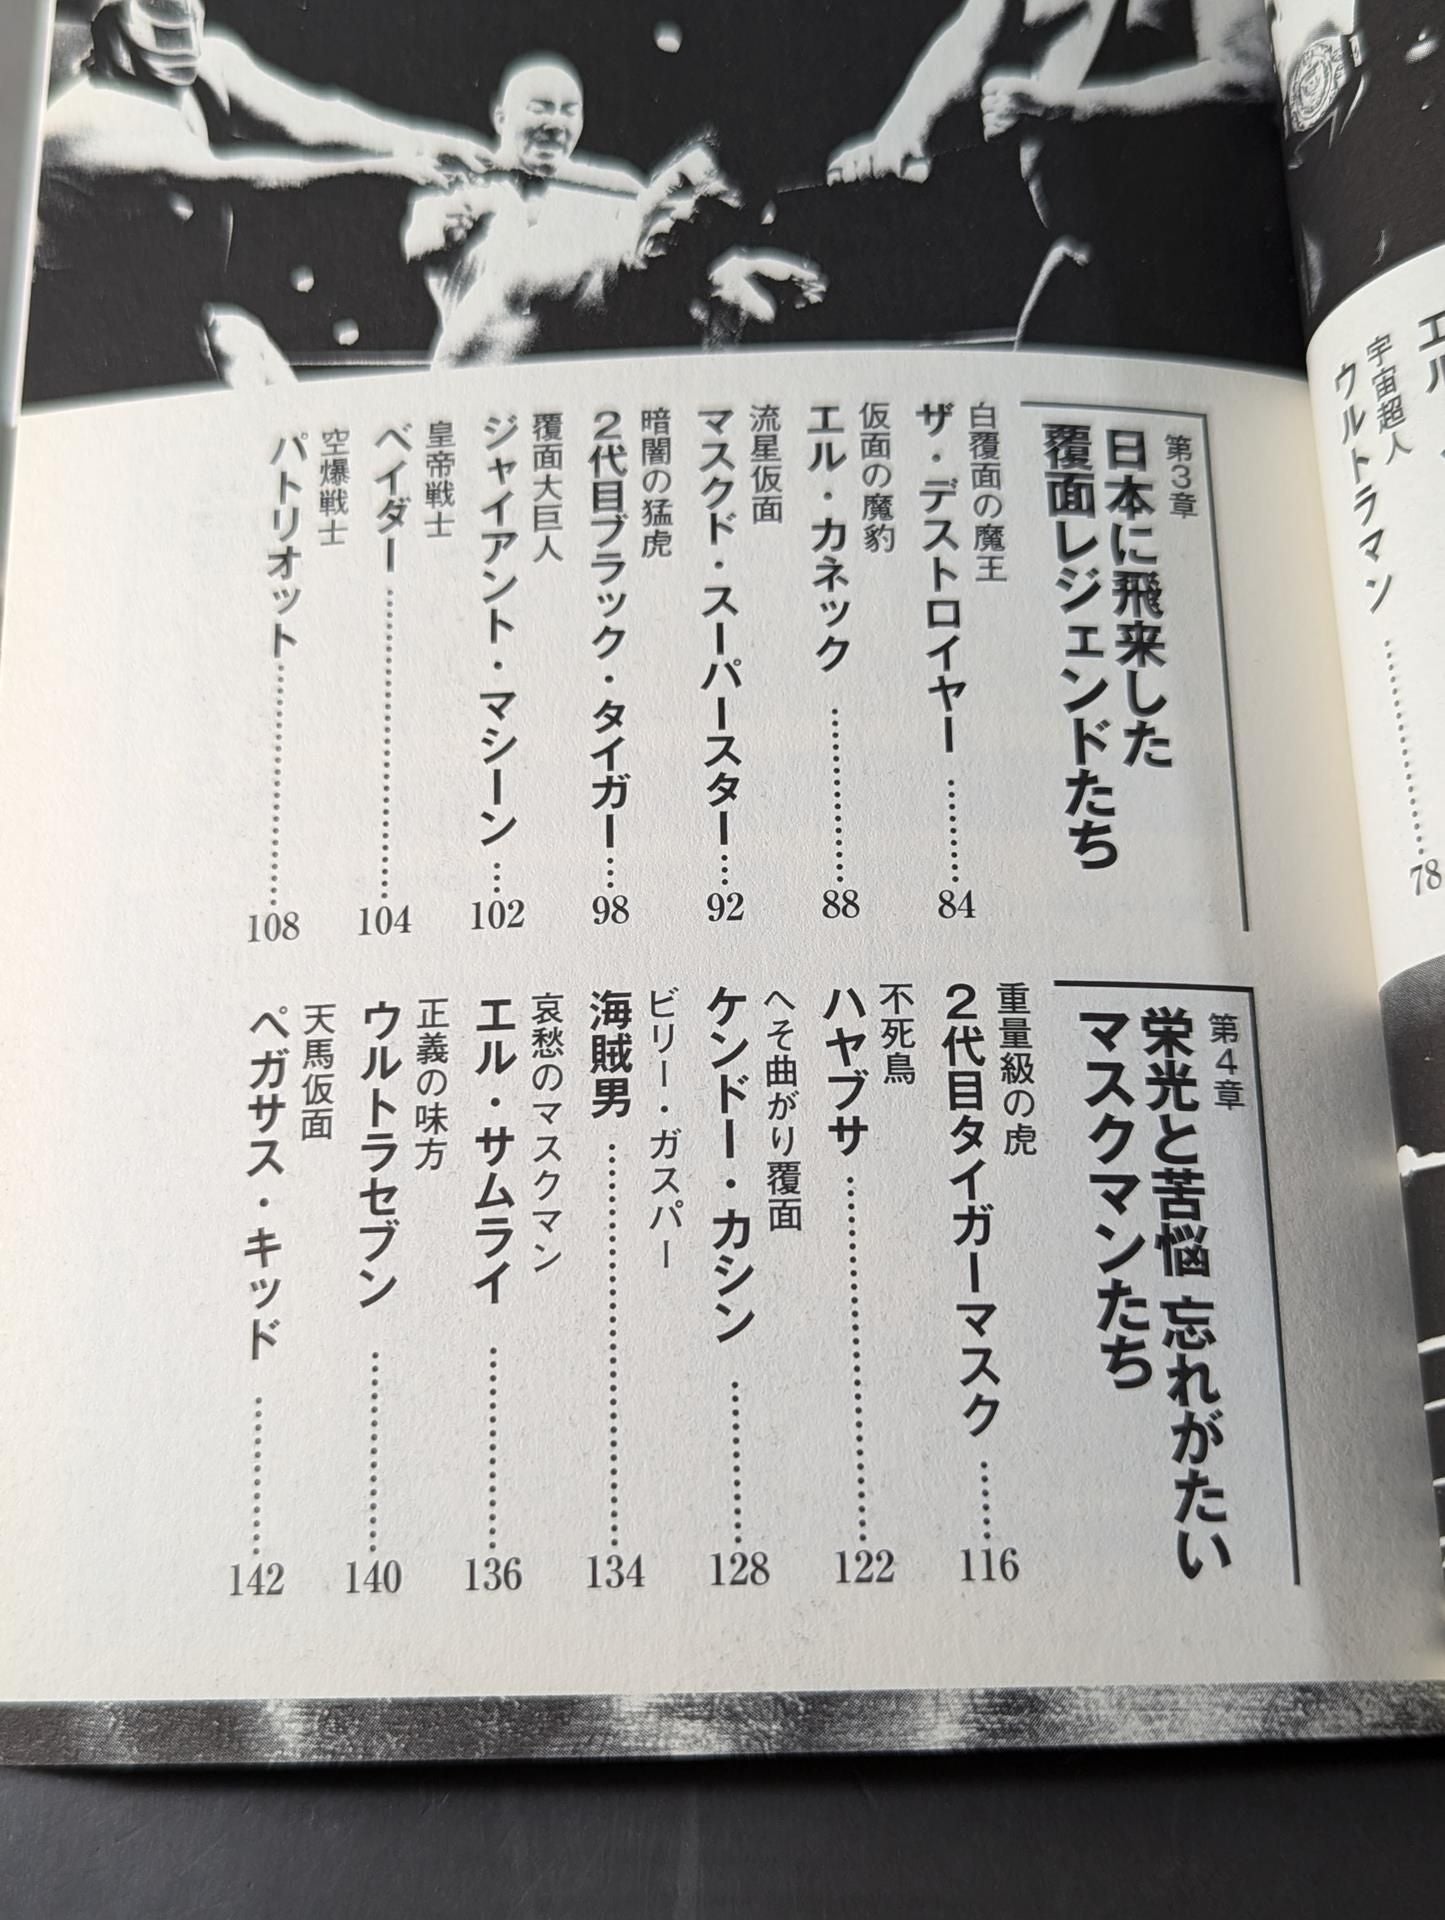 宇宙超人
ウルトラマン……………78
第3章
日本に飛来した
覆面レジェンドたち
白覆面の魔王
ザ・デストロイヤー………84
仮面の魔豹
エル・カネック……………88
流星仮面
マスクド・スーパースター…92
暗闇の猛虎
2代目ブラック・タイガー…98
覆面大巨人
ジャイアント・マシーン…102
皇帝戦士
ベイダー……………………104
空爆戦士
パトリオット………………108
第4章
栄光と苦悩 忘れがたい
マスクマンたち
重量級の虎
2代目タイガーマスク……116
不死鳥
ハヤブサ……………………122
へそ曲がり覆面
ケンドー・カシン…………128
ビリー・ガスパー
海賊男………………………134
哀愁のマスクマン
エル・サムライ……………136
正義の味方
ウルトラセブン……………140
天馬仮面
ペガサス・キッド…………142